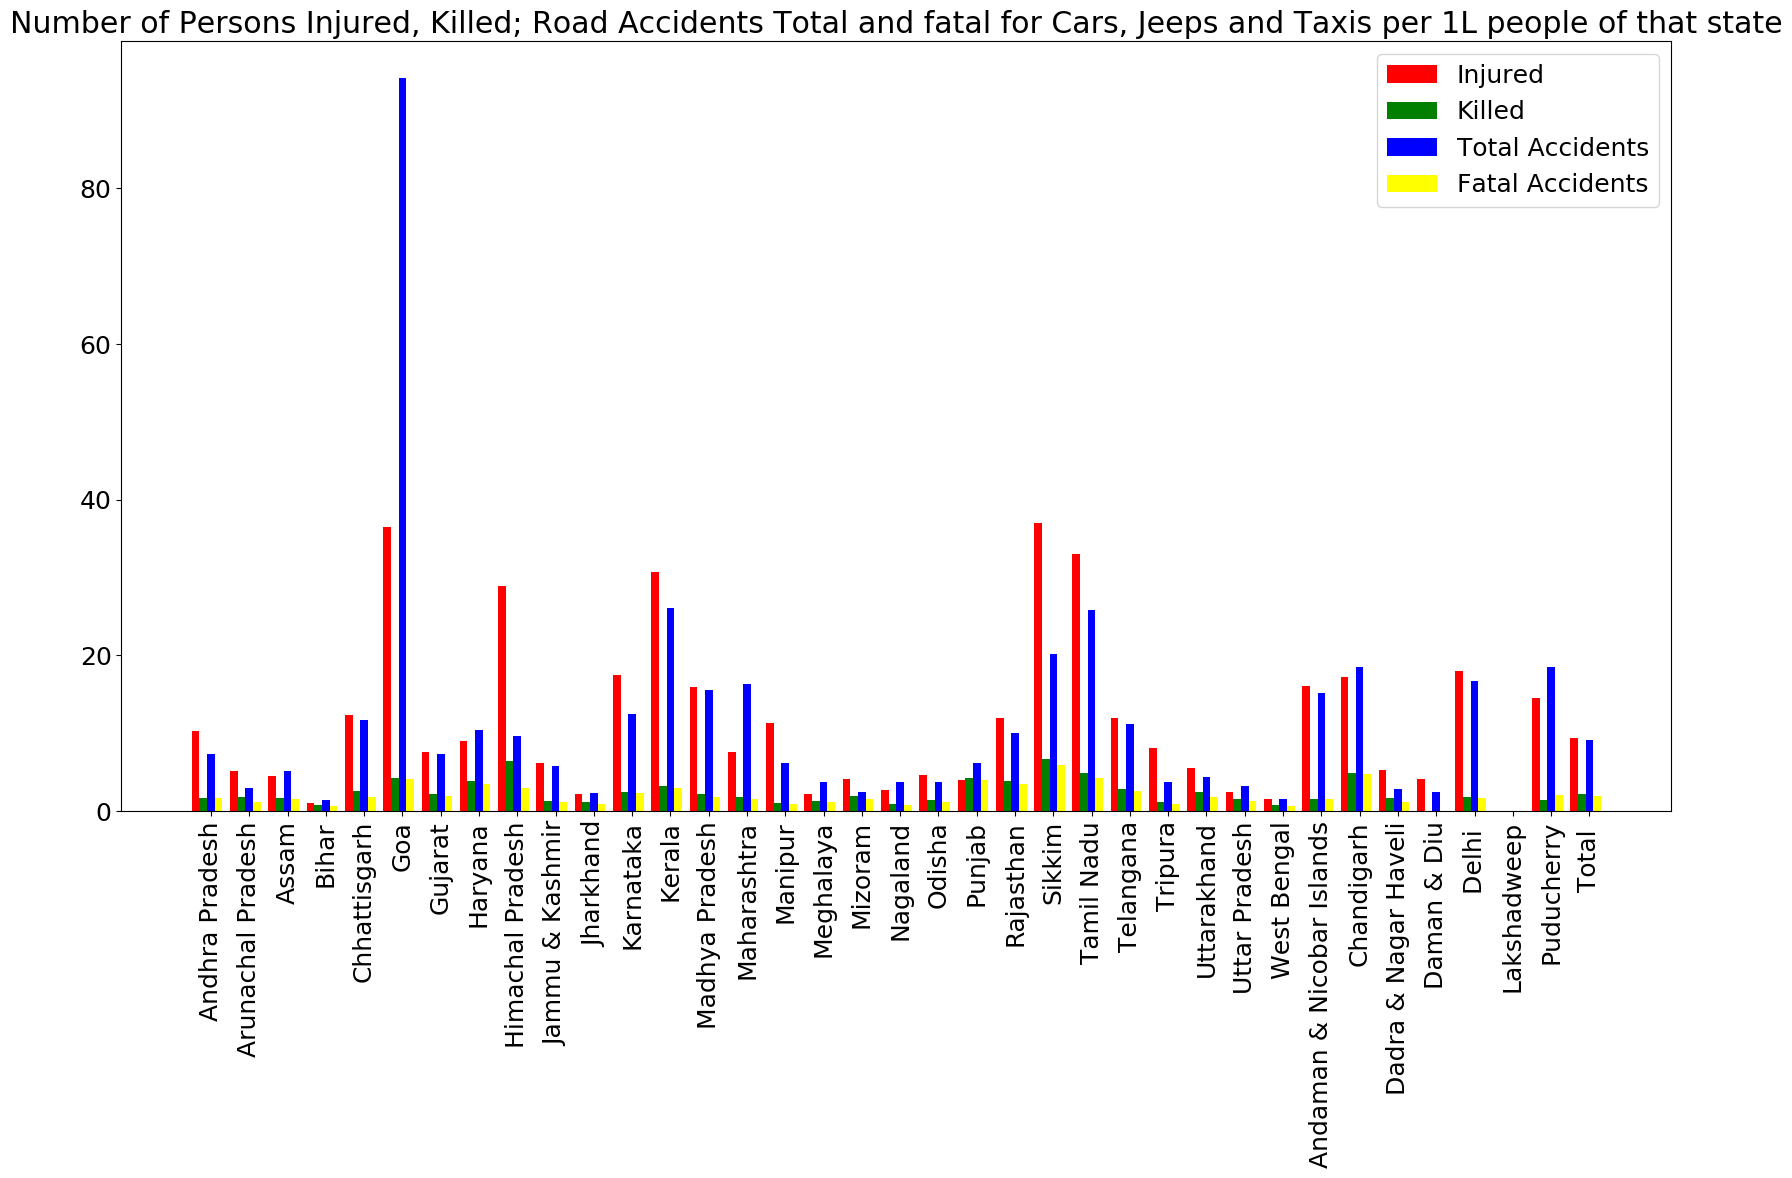 Number of Persons Injured, Killed; Road Accidents Total and fatal for Cars, Jeeps and Taxis per 1L people of that state
Injured
Killed
Total Accidents
Fatal Accidents
80
60
40
20
0
Andhra Pradesh
Arunachal Pradesh
Assam
Bihar
Chhattisgarh
Goa
Gujarat
Haryana
Himachal Pradesh
Jammu & Kashmir
Jharkhand
Karnataka
Kerala
Madhya Pradesh
Maharashtra
Manipur
Meghalaya
Mizoram
Nagaland
Odisha
Punjab
Rajasthan
Sikkim
Tamil Nadu
Telangana
Tripura
Uttarakhand
Uttar Pradesh
West Bengal
Andaman & Nicobar Islands
Chandigarh
Dadra & Nagar Haveli
Daman & Diu
Delhi
Lakshadweep
Puducherry
Total